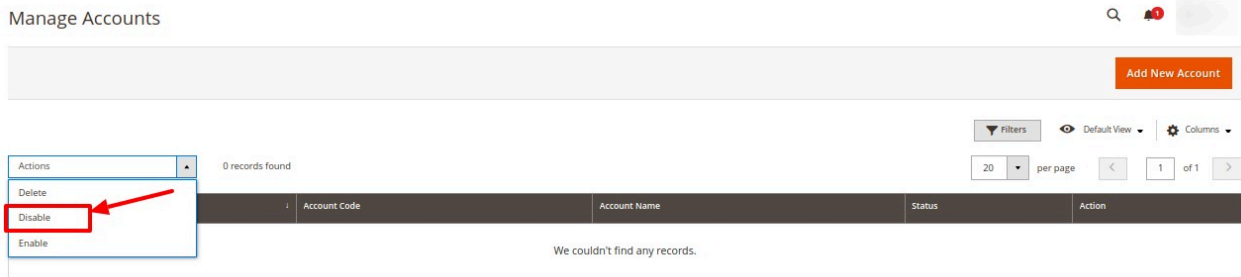 Manage Accounts
1
Add New Account
Filters
Default View
Columns
Actions
0 records found
20
per page
1
of 1
Delete
Disable
Enable
Account Code
Account Name
Status
Action
We couldn't find any records.